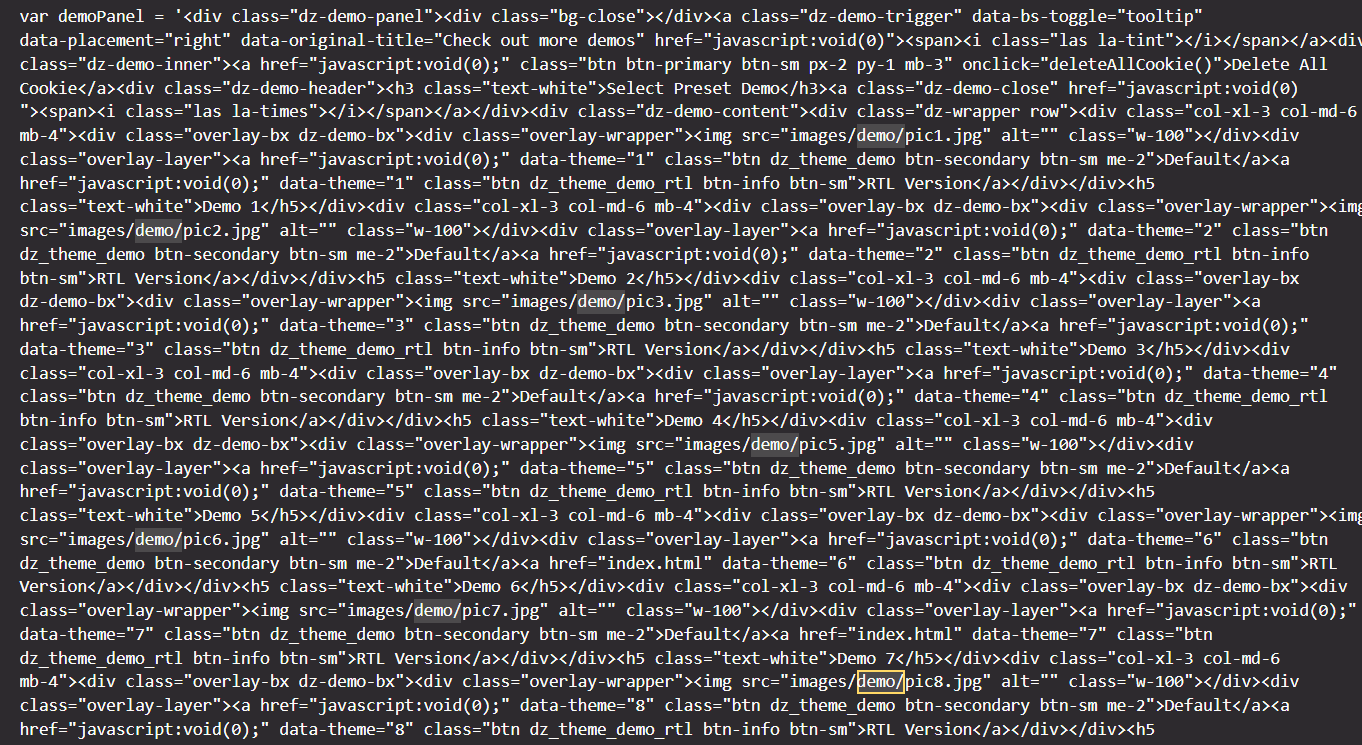 var demoPanel = '<div class="dz-demo-panel"><div class="bg-close"></div><a class="dz-demo-trigger" data-bs-toggle="tooltip"
data-placement="right" data-original-title="Check out more demos" href="javascript:void(0)"><span><i class="las la-tint"></i></span></a><div
class="dz-demo-inner"><a href="javascript:void(0);" class="btn btn-primary btn-sm px-2 py-1 mb-3" onclick="deleteAllCookie()">Delete All
Cookie</a><div class="dz-demo-header"><h3 class="text-white">Select Preset Demo</h3><a class="dz-demo-close" href="javascript:void(0)
"><span><i class="las la-times"></i></span></a></div><div class="dz-demo-content"><div class="dz-wrapper row"><div class="col-xl-3 col-md-6
mb-4"><div class="overlay-bx dz-demo-bx"><div class="overlay-wrapper"><img src="images/demo/pic1.jpg" alt="" class="w-100"></div><div
class="overlay-layer"><a href="javascript:void(0);" data-theme="1" class="btn dz_theme_demo btn-secondary btn-sm me-2">Default</a><a
href="javascript:void(0);" data-theme="1" class="btn dz_theme_demo_rtl btn-info btn-sm">RTL Version</a></div></div><h5
class="text-white">Demo 1</h5></div><div class="col-xl-3 col-md-6 mb-4"><div class="overlay-bx dz-demo-bx"><div class="overlay-wrapper"><img
src="images/demo/pic2.jpg" alt="" class="w-100"></div><div class="overlay-layer"><a href="javascript:void(0);" data-theme="2" class="btn
dz_theme_demo btn-secondary btn-sm me-2">Default</a><a href="javascript:void(0);" data-theme="2" class="btn dz_theme_demo_rtl btn-info
btn-sm">RTL Version</a></div></div><h5 class="text-white">Demo 2</h5></div><div class="col-xl-3 col-md-6 mb-4"><div class="overlay-bx
dz-demo-bx"><div class="overlay-wrapper"><img src="images/demo/pic3.jpg" alt="" class="w-100"></div><div class="overlay-layer"><a
href="javascript:void(0);" data-theme="3" class="btn dz_theme_demo btn-secondary btn-sm me-2">Default</a><a href="javascript:void(0);"
data-theme="3" class="btn dz_theme_demo_rtl btn-info btn-sm">RTL Version</a></div></div><h5 class="text-white">Demo 3</h5></div><div
class="col-xl-3 col-md-6 mb-4"><div class="overlay-bx dz-demo-bx"><div class="overlay-layer"><a href="javascript:void(0);" data-theme="4"
class="btn dz_theme_demo btn-secondary btn-sm me-2">Default</a><a href="javascript:void(0);" data-theme="4" class="btn dz_theme_demo_rtl
btn-info btn-sm">RTL Version</a></div></div><h5 class="text-white">Demo 4</h5></div><div class="col-xl-3 col-md-6 mb-4"><div
class="overlay-bx dz-demo-bx"><div class="overlay-wrapper"><img src="images/demo/pic5.jpg" alt="" class="w-100"></div><div
class="overlay-layer"><a href="javascript:void(0);" data-theme="5" class="btn dz_theme_demo btn-secondary btn-sm me-2">Default</a><a
href="javascript:void(0);" data-theme="5" class="btn dz_theme_demo_rtl btn-info btn-sm">RTL Version</a></div></div><h5
class="text-white">Demo 5</h5></div><div class="col-xl-3 col-md-6 mb-4"><div class="overlay-bx dz-demo-bx"><div class="overlay-wrapper"><img
src="images/demo/pic6.jpg" alt="" class="w-100"></div><div class="overlay-layer"><a href="javascript:void(0);" data-theme="6" class="btn
dz_theme_demo btn-secondary btn-sm me-2">Default</a><a href="index.html" data-theme="6" class="btn dz_theme_demo_rtl btn-info btn-sm">RTL
Version</a></div></div><h5 class="text-white">Demo 6</h5></div><div class="col-xl-3 col-md-6 mb-4"><div class="overlay-bx dz-demo-bx"><div
class="overlay-wrapper"><img src="images/demo/pic7.jpg" alt="" class="w-100"></div><div class="overlay-layer"><a href="javascript:void(0);"
data-theme="7" class="btn dz_theme_demo btn-secondary btn-sm me-2">Default</a><a href="index.html" data-theme="7" class="btn
dz_theme_demo_rtl btn-info btn-sm">RTL Version</a></div></div><h5 class="text-white">Demo 7</h5></div><div class="col-xl-3 col-md-6
mb-4"><div class="overlay-bx dz-demo-bx"><div class="overlay-wrapper"><img src="images/demo/pic8.jpg" alt="" class="w-100"></div><div
class="overlay-layer"><a href="javascript:void(0);" data-theme="8" class="btn dz_theme_demo btn-secondary btn-sm me-2">Default</a><a
href="javascript:void(0);" data-theme="8" class="btn dz_theme_demo_rtl btn-info btn-sm">RTL Version</a></div></div><h5